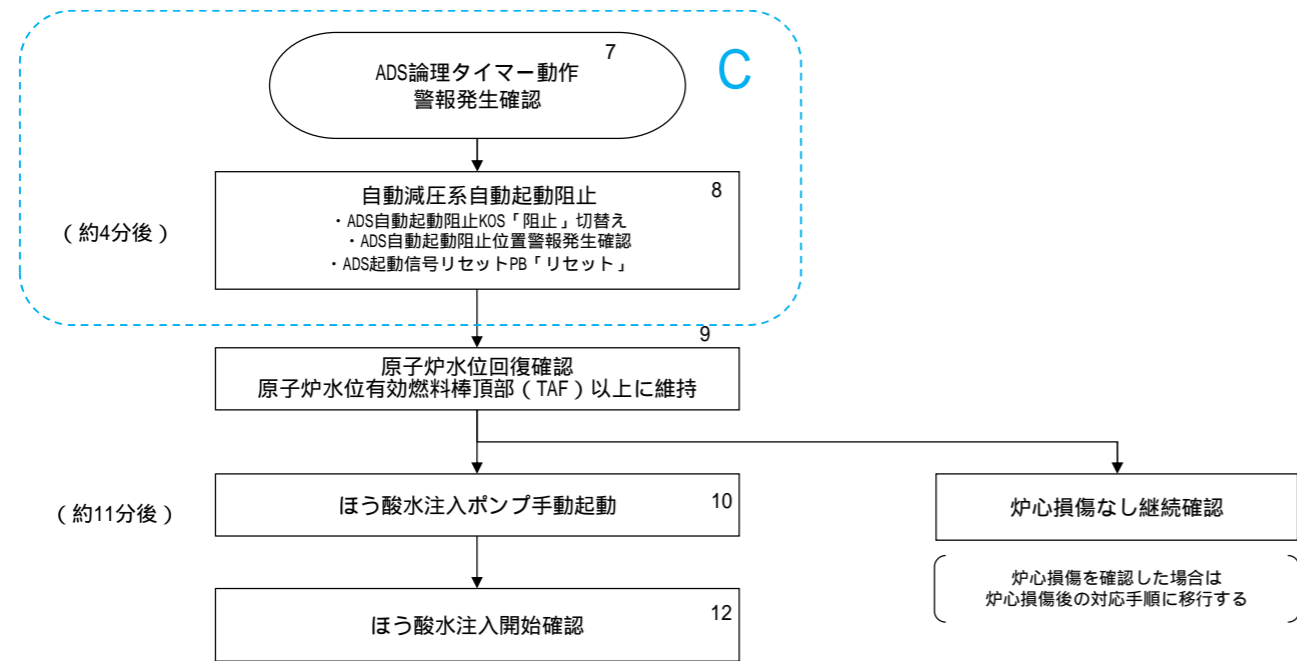 7
ADS論理タイマー動作
警報発生確認
C
8
自動減圧系自動起動阻止
・ADS自動起動阻止KOS「阻止」切替え
・ADS自動起動阻止位置警報発生確認
・ADS起動信号リセットPB「リセット」
(約4分後)
9
原子炉水位回復確認
原子炉水位有効燃料棒頂部(TAF)以上に維持
(約11分後)
ほう酸水注入ポンプ手動起動
10
炉心損傷なし継続確認
炉心損傷を確認した場合は
炉心損傷後の対応手順に移行する
ほう酸水注入開始確認
12